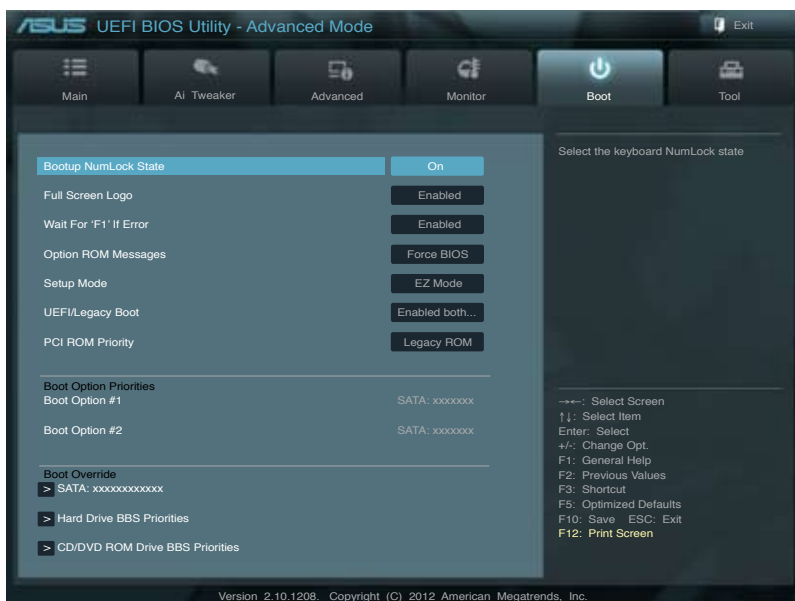 ASUS UEFI BIOS Utility - Advanced Mode
Exit
Main
Ai Tweaker
Advanced
Monitor
Boot
Tool
Bootup NumLock State On
Full Screen Logo Enabled
Wait For ‘F1’ If Error Enabled
Option ROM Messages Force BIOS
Setup Mode EZ Mode
UEFI/Legacy Boot Enabled both...
PCI ROM Priority Legacy ROM
Boot Option Priorities
Boot Option #1 SATA: xxxxxxx
Boot Option #2 SATA: xxxxxxx
Boot Override
> SATA: xxxxxxxxxxxx
> Hard Drive BBS Priorities
> CD/DVD ROM Drive BBS Priorities
Select the keyboard NumLock state
→←: Select Screen
↑↓: Select Item
Enter: Select
+/-: Change Opt.
F1: General Help
F2: Previous Values
F3: Shortcut
F5: Optimized Defaults
F10: Save ESC: Exit
F12: Print Screen
Version 2.10.1208. Copyright (C) 2012 American Megatrends, Inc.